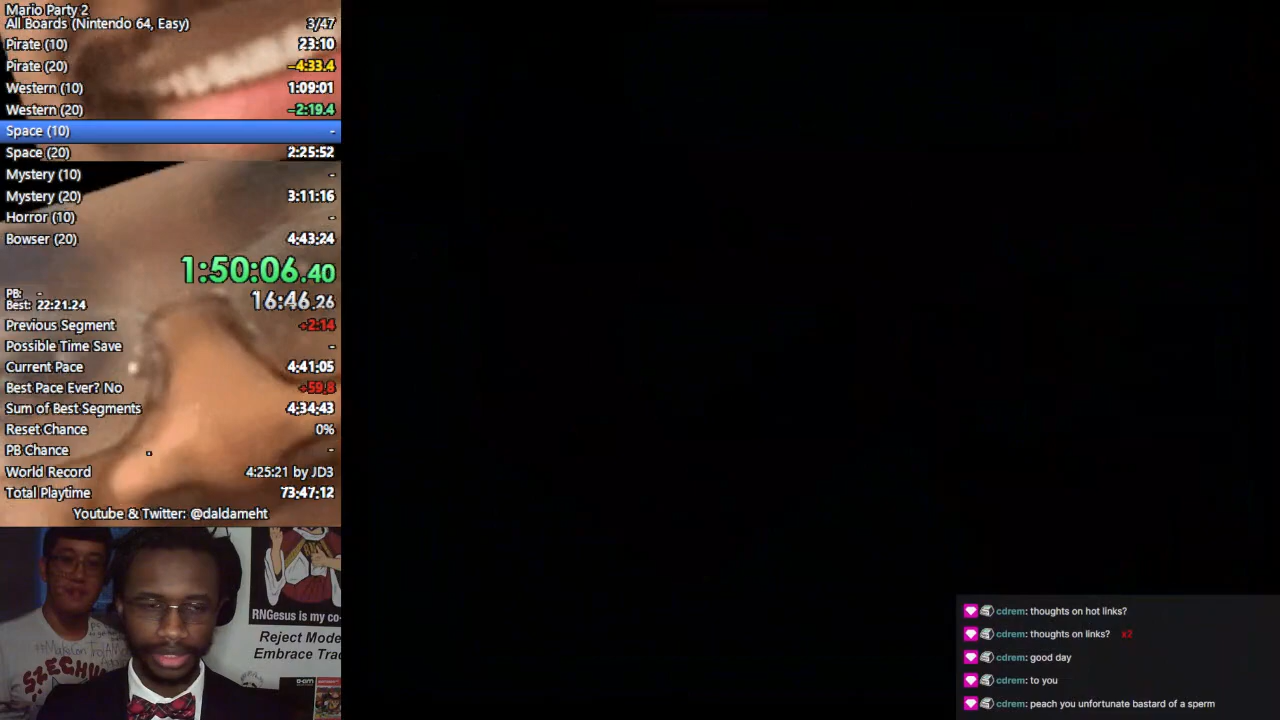 Mario Party 2
All Boards (Nintendo 64, Easy) 3/47
Pirate (10) 23:10
Pirate (20) -4:33.4
Western (10) 1:09:01
Western (20) -2:19.4
Space (10) -
Space (20) 2:25:52
Mystery (10) -
Mystery (20) 3:11:16
Horror (10) -
Bowser (20) 4:43:24
1:50:06.40
PB: -
Best: 22:21.24 16:46.26
Previous Segment +2:14
Possible Time Save -
Current Pace 4:41:05
Best Pace Ever? No +59.8
Sum of Best Segments 4:34:43
Reset Chance 0%
PB Chance -
World Record 4:25:21 by JD3
Total Playtime 73:47:12
Youtube & Twitter: @daldameht
RNGesus is my co-
Reject Mode
Embrace Tra
cdrem: thoughts on hot links?
cdrem: thoughts on links? x2
cdrem: good day
cdrem: to you
cdrem: peach you unfortunate bastard of a sperm